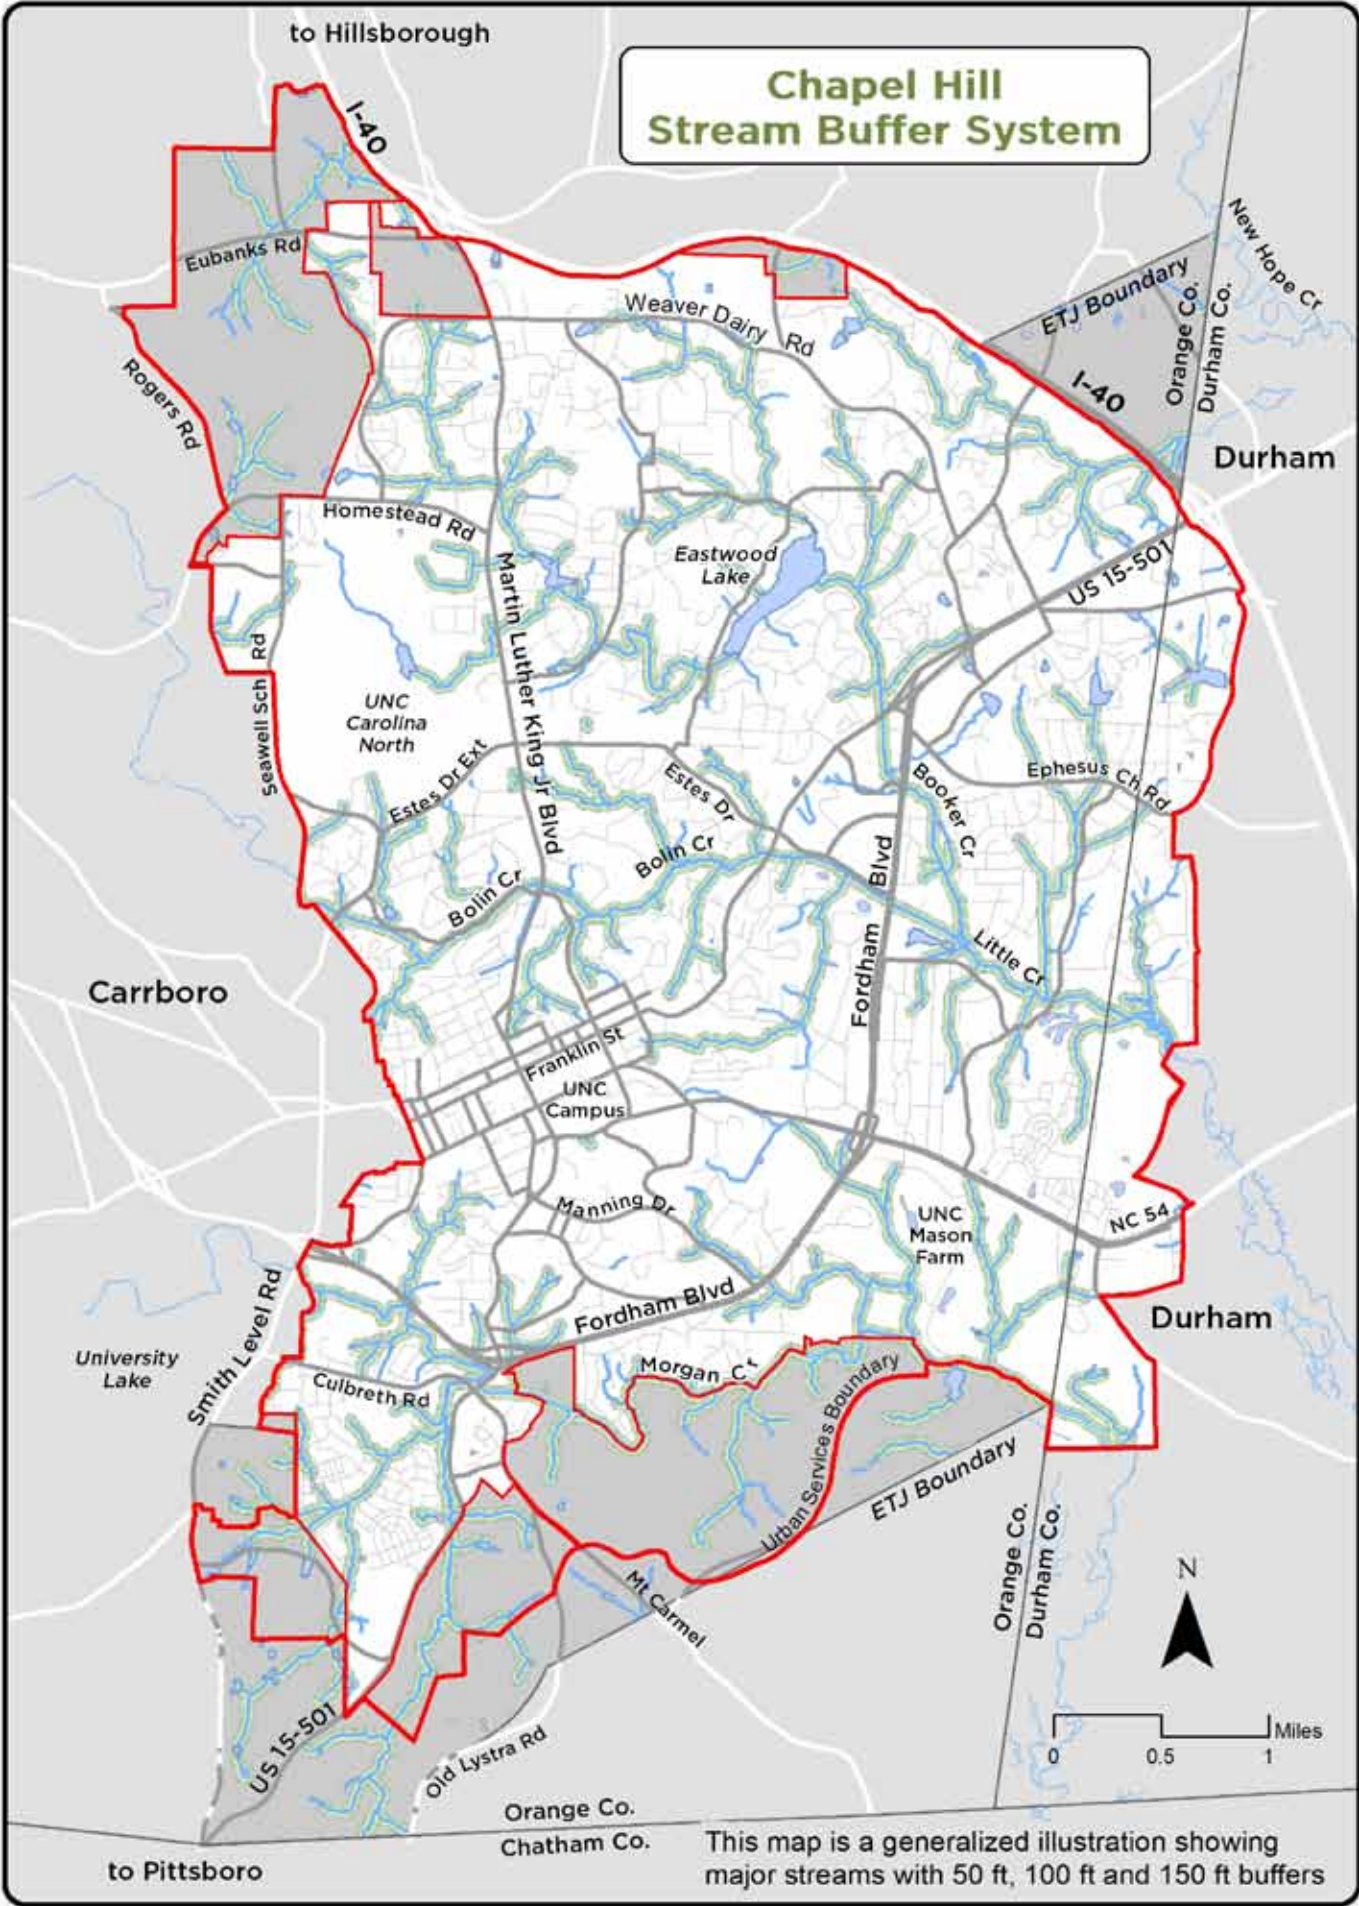 to Hillsborough
Chapel Hill
Stream Buffer System
I-40
New Hope Cr
Eubanks Rd
ETJ Boundary
Orange Co.
Durham Co.
Weaver Dairy Rd
I-40
Rogers Rd
Durham
Homestead Rd
Eastwood
Lake
US 15-501
Martin Luther King Jr Blvd
Seawell Sch Rd
UNC
Carolina
North
Estes Dr Ext
Estes Dr
Booker Cr
Ephesus Ch Rd
Bolin Cr
Bolin Cr
Fordham Blvd
Little Cr
Carrboro
Franklin St
UNC
Campus
Manning Dr
UNC
Mason
Farm
NC 54
Smith Level Rd
Fordham Blvd
Durham
University
Lake
Morgan Cr
Culbreth Rd
Urban Services Boundary
ETJ Boundary
Orange Co.
Durham Co.
N
Mt Carmel
US 15-501
Old Lystra Rd
Miles
0 0.5 1
Orange Co.
Chatham Co.
to Pittsboro
This map is a generalized illustration showing
major streams with 50 ft, 100 ft and 150 ft buffers